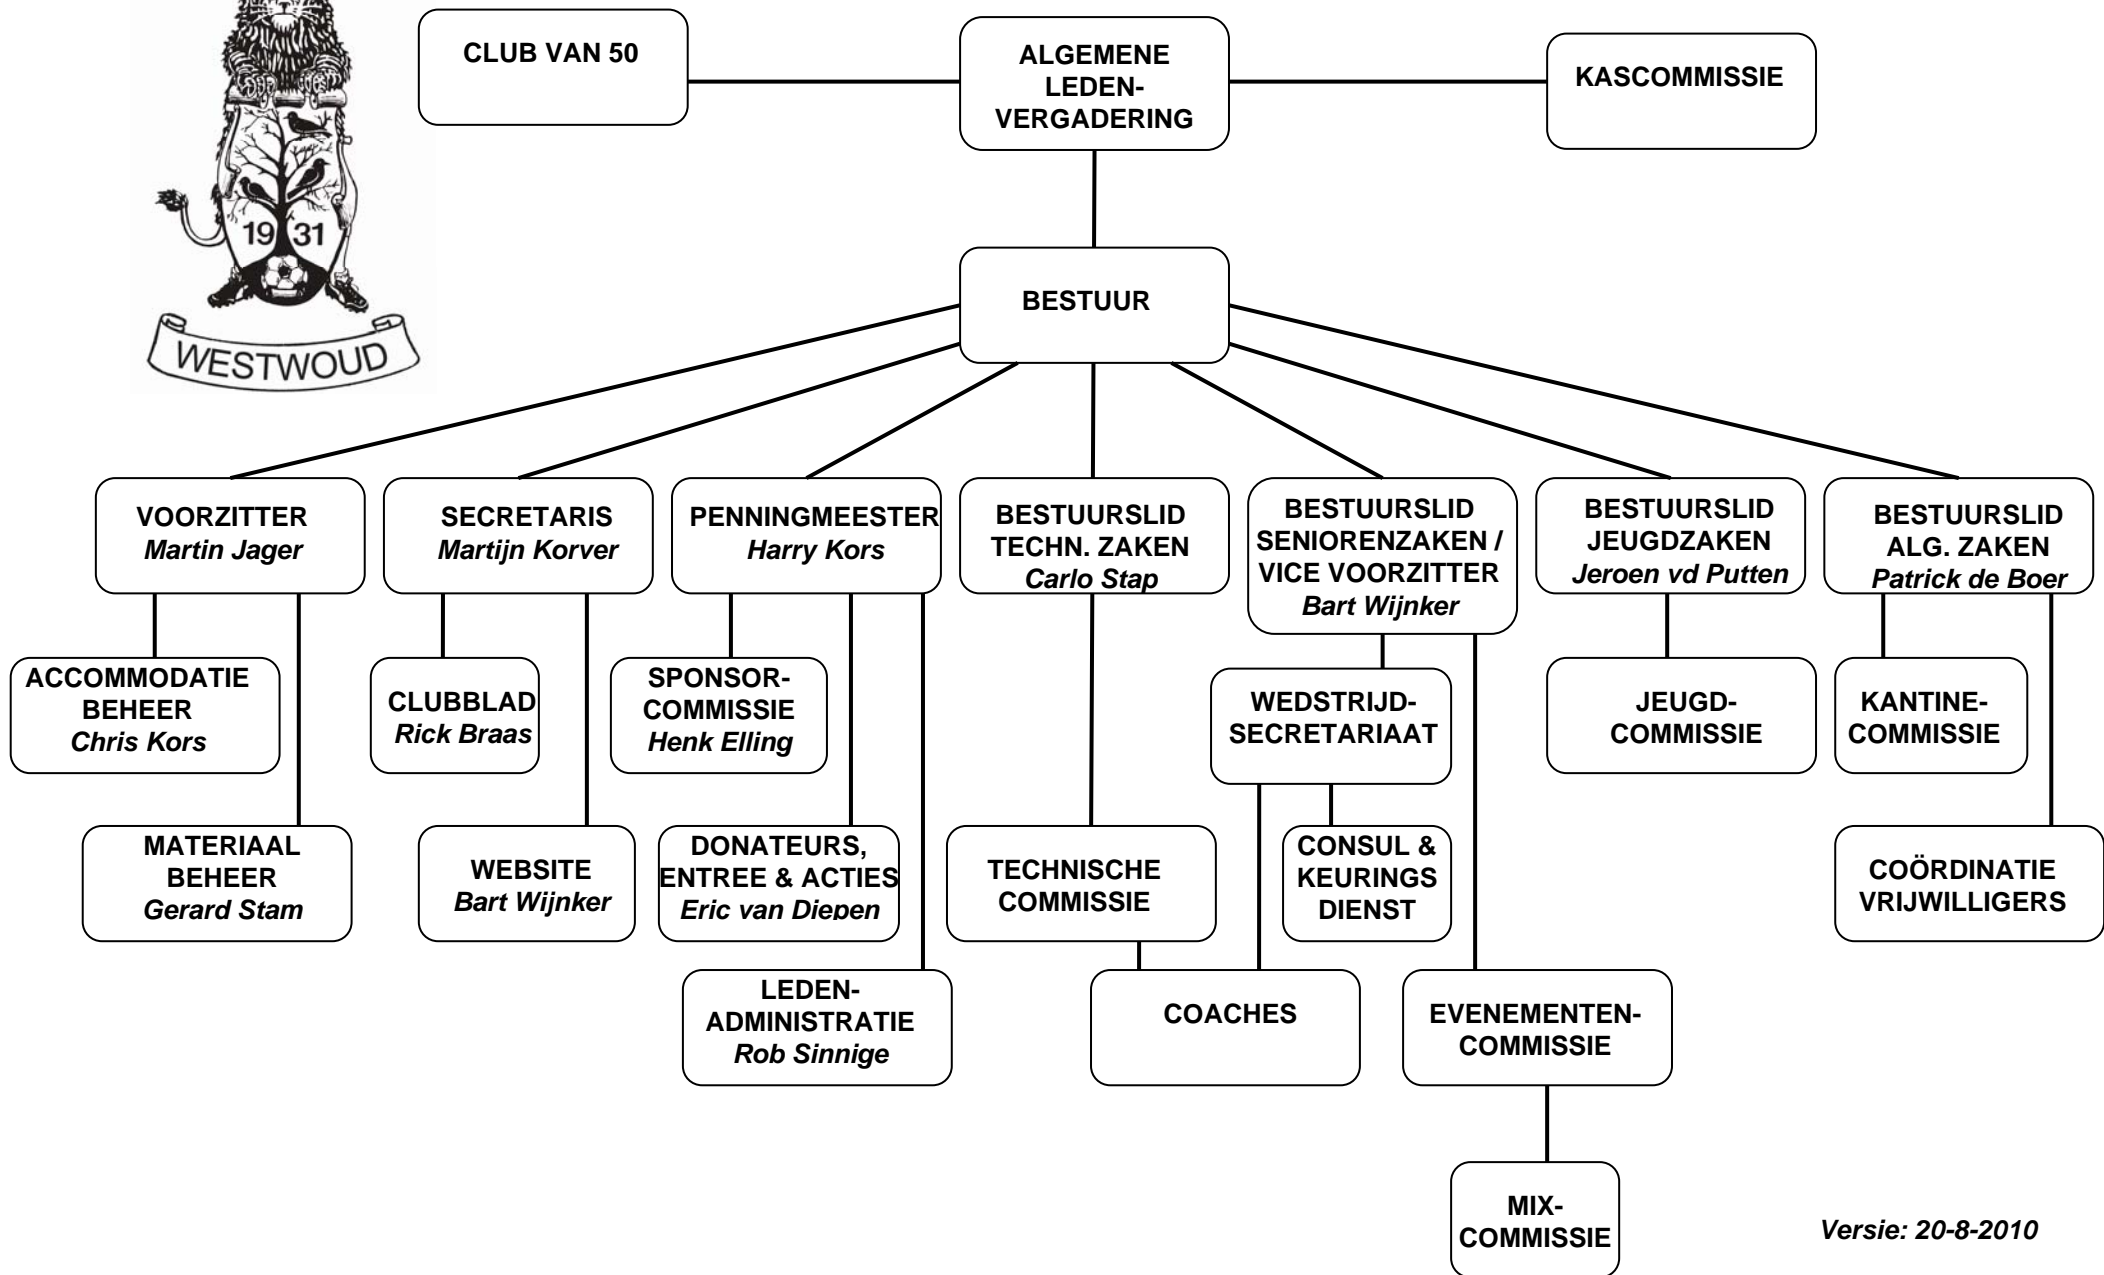 CLUB VAN 50
ALGEMENE
LEDEN-
VERGADERING
KASCOMMISSIE
19 31
WESTWOUD
BESTUUR
VOORZITTER
Martin Jager
SECRETARIS
Martijn Korver
PENNINGMEESTER
Harry Kors
BESTUURSLID
TECHN. ZAKEN
Carlo Stap
BESTUURSLID
SENIORENZAKEN /
VICE VOORZITTER
Bart Wijnker
BESTUURSLID
JEUGDZAKEN
Jeroen vd Putten
BESTUURSLID
ALG. ZAKEN
Patrick de Boer
ACCOMMODATIE
BEHEER
Chris Kors
CLUBBLAD
Rick Braas
SPONSOR-
COMMISSIE
Henk Elling
WEDSTRIJD-
SECRETARIAAT
JEUGD-
COMMISSIE
KANTINE-
COMMISSIE
MATERIAAL
BEHEER
Gerard Stam
WEBSITE
Bart Wijnker
DONATEURS,
ENTREE & ACTIES
Eric van Diepen
TECHNISCHE
COMMISSIE
CONSUL &
KEURINGS
DIENST
COÖRDINATIE
VRIJWILLIGERS
LEDEN-
ADMINISTRATIE
Rob Sinnige
COACHES
EVENEMENTEN-
COMMISSIE
MIX-
COMMISSIE
Versie: 20-8-2010